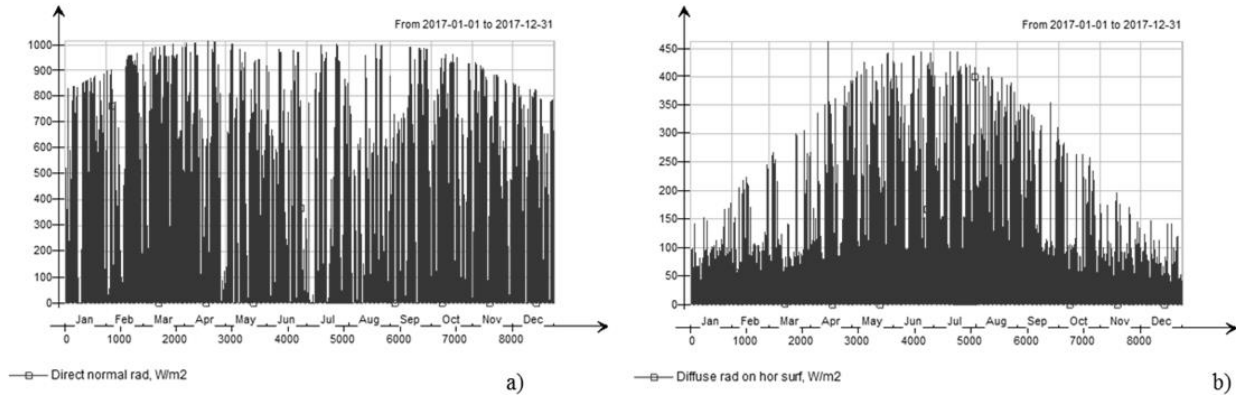 From 2017-01-01 to 2017-12-31
1000
900
800
700
600
500
400
300
200
100
0
Jan Feb Mar Apr May Jun Jul Aug Sep Oct Nov Dec
0 1000 2000 3000 4000 5000 6000 7000 8000
Direct normal rad, W/m2
a)
From 2017-01-01 to 2017-12-31
450
400
350
300
250
200
150
100
50
0
Jan Feb Mar Apr May Jun Jul Aug Sep Oct Nov Dec
0 1000 2000 3000 4000 5000 6000 7000 8000
Diffuse rad on hor surf, W/m2
b)